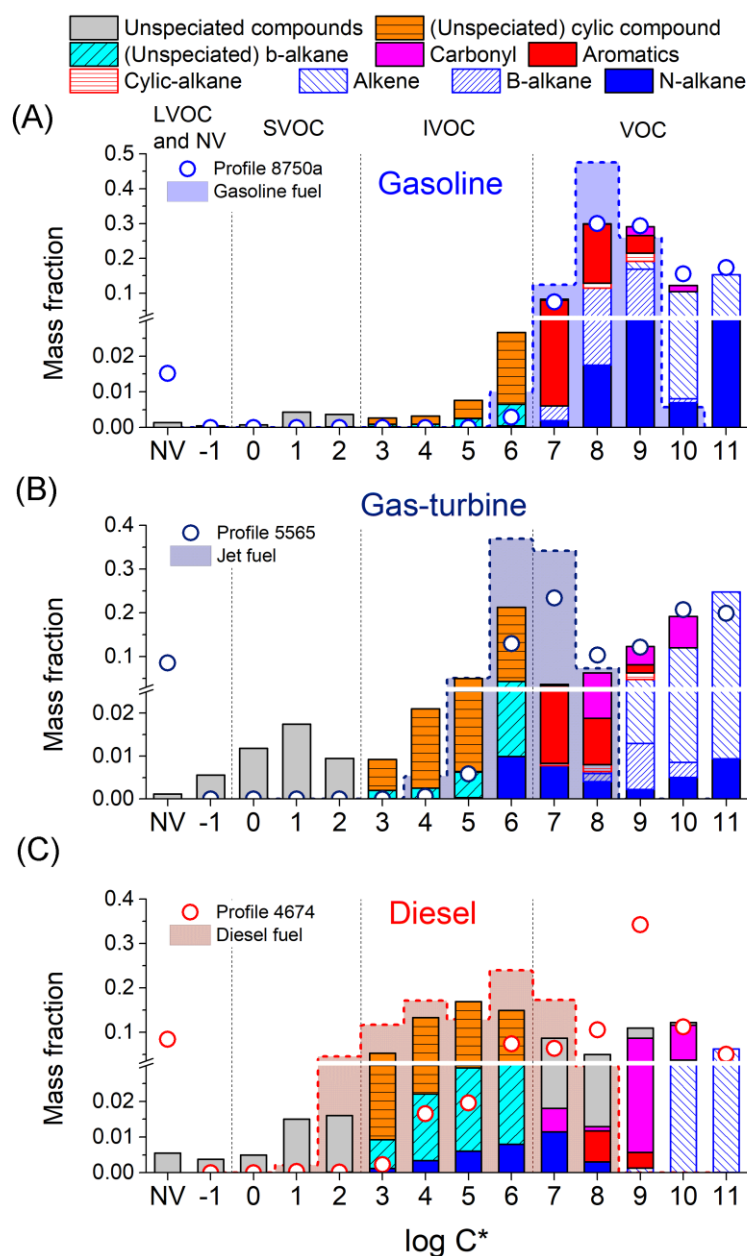 Unspeciated compounds (Unspeciated) cylic compound
(Unspeciated) b-alkane Carbonyl Aromatics
Cylic-alkane Alkene B-alkane N-alkane
(A) LVOC and NV SVOC IVOC VOC
0.5
0.4
0.3
0.2
0.1
0.02
0.01
0.00
Mass fraction
Profile 8750a
Gasoline fuel
Gasoline
NV -1 0 1 2 3 4 5 6 7 8 9 10 11
(B)
Gas-turbine
0.4
0.3
0.2
0.1
0.02
0.01
0.00
Mass fraction
Profile 5565
Jet fuel
NV -1 0 1 2 3 4 5 6 7 8 9 10 11
(C)
0.4
0.3
0.2
0.1
0.02
0.01
0.00
Mass fraction
Profile 4674
Diesel fuel
Diesel
NV -1 0 1 2 3 4 5 6 7 8 9 10 11
log C*